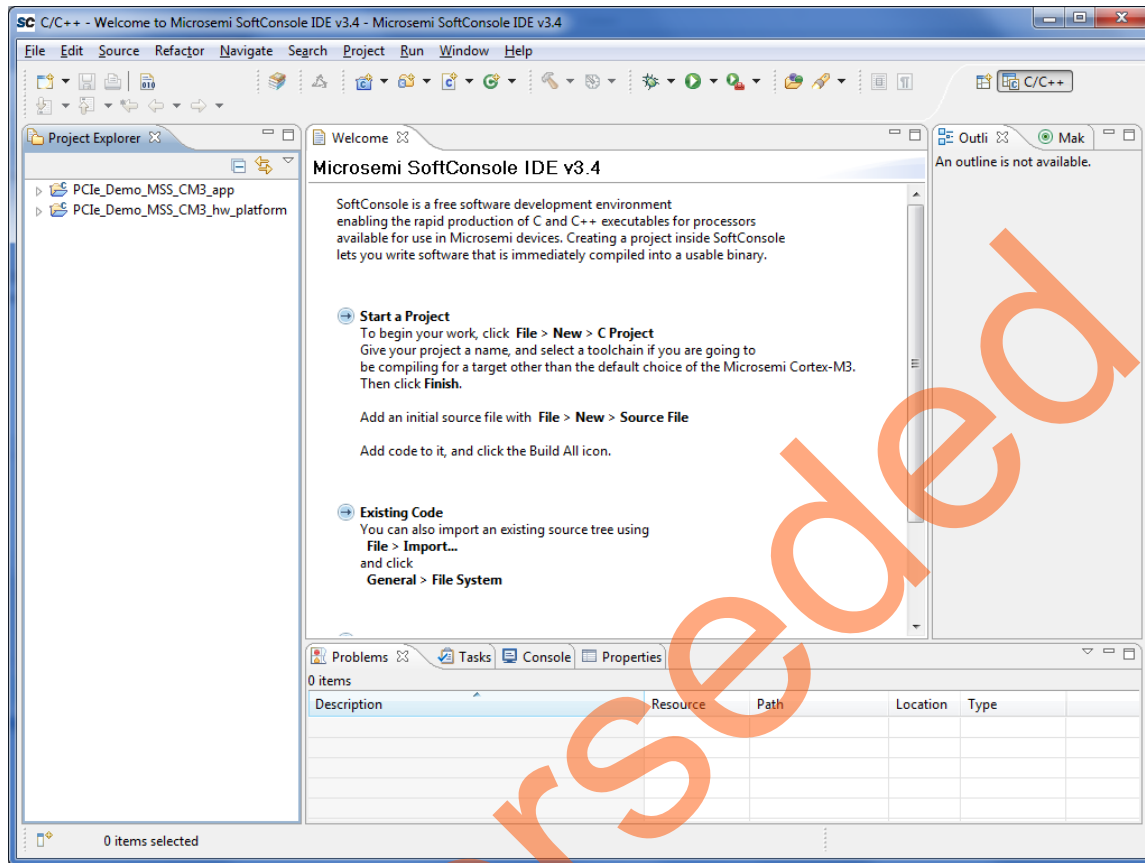 SC C/C++ - Welcome to Microsemi SoftConsole IDE v3.4 - Microsemi SoftConsole IDE v3.4
File Edit Source Refactor Navigate Search Project Run Window Help
010
C/C++
Project Explorer
PCIe_Demo_MSS_CM3_app
PCIe_Demo_MSS_CM3_hw_platform
Welcome
Microsemi SoftConsole IDE v3.4
SoftConsole is a free software development environment
enabling the rapid production of C and C++ executables for processors
available for use in Microsemi devices. Creating a project inside SoftConsole
lets you write software that is immediately compiled into a usable binary.
Start a Project
To begin your work, click File > New > C Project
Give your project a name, and select a toolchain if you are going to
be compiling for a target other than the default choice of the Microsemi Cortex-M3.
Then click Finish.
Add an initial source file with File > New > Source File
Add code to it, and click the Build All icon.
Existing Code
You can also import an existing source tree using
File > Import...
and click
General > File System
Outli Mak
An outline is not available.
Problems Tasks Console Properties
0 items
Description Resource Path Location Type
0 items selected
rseded